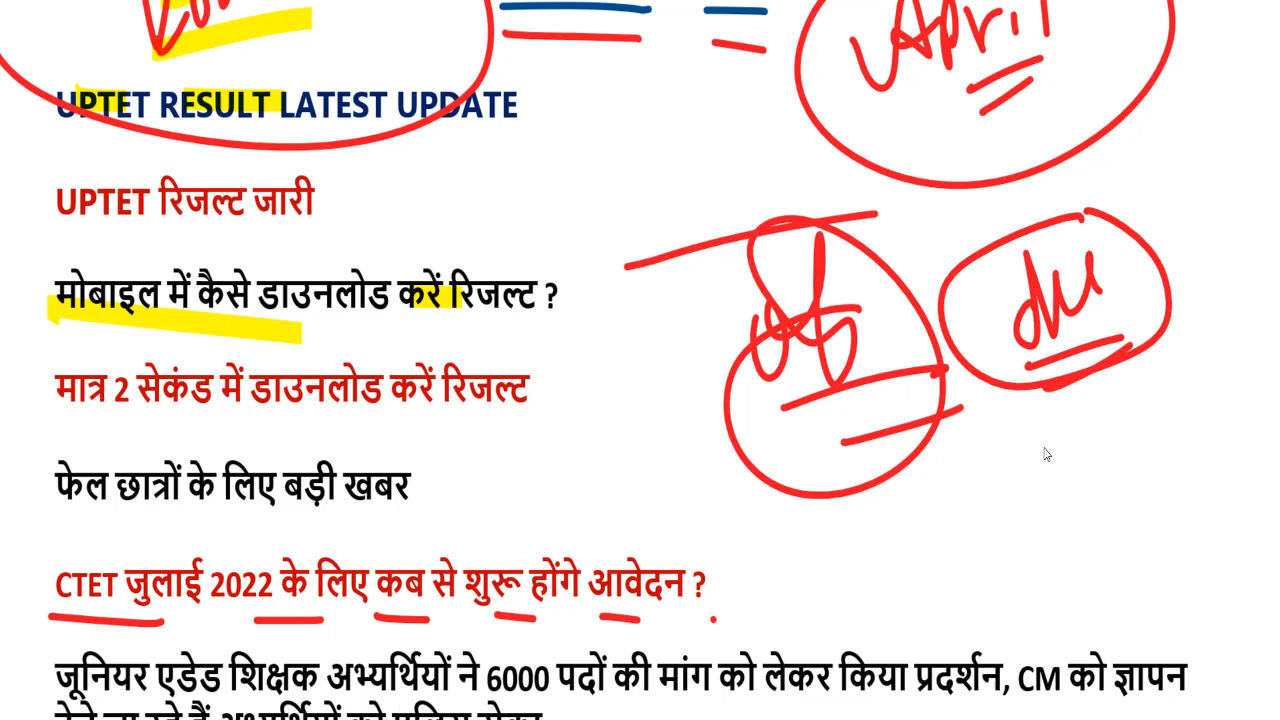 April
UPTET RESULT LATEST UPDATE
UPTET रिजल्ट जारी
मोबाइल में कैसे डाउनलोड करें रिजल्ट ?
मात्र 2 सेकंड में डाउनलोड करें रिजल्ट
फेल छात्रों के लिए बड़ी खबर
CTET जुलाई 2022 के लिए कब से शुरू होंगे आवेदन ?
जूनियर एडेड शिक्षक अभ्यर्थियों ने 6000 पदों की मांग को लेकर किया प्रदर्शन, CM को ज्ञापन